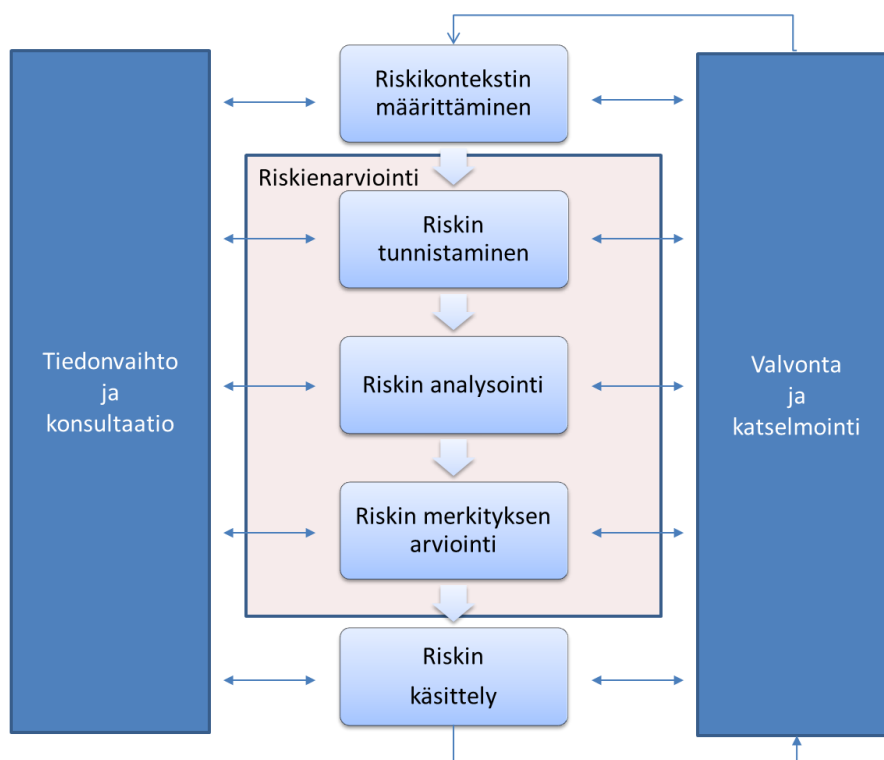 Riskikontekstin
määrittäminen
Riskienarviointi
Riskin
tunnistaminen
Riskin analysointi
Riskin merkityksen
arviointi
Riskin
käsittely
Tiedonvaihto
ja
konsultaatio
Valvonta
ja
katselmointi